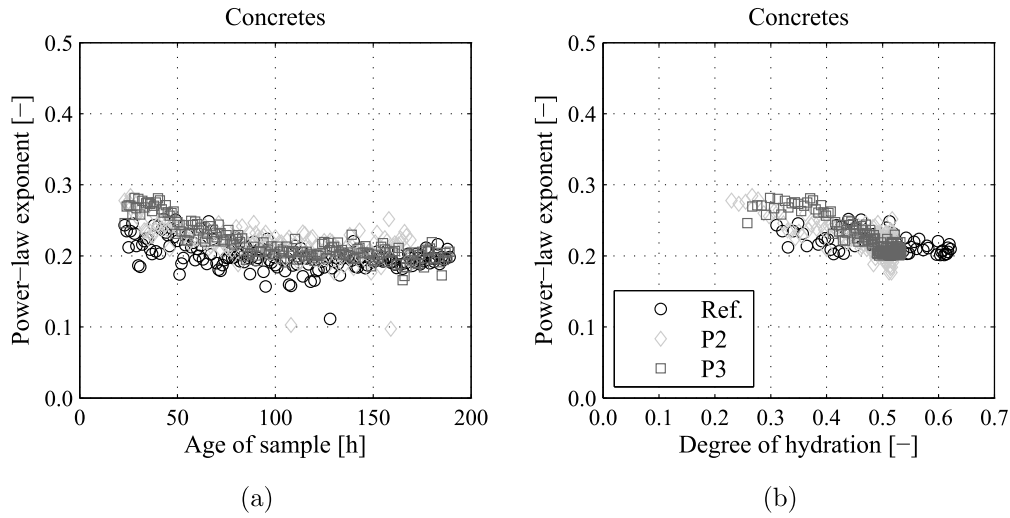 Concretes
0.5
0.4
0.3
0.2
0.1
0.0
0 50 100 150 200
Power−law exponent [−]
Age of sample [h]
(a)
Concretes
0.5
0.4
0.3
0.2
0.1
0.0
0.0 0.1 0.2 0.3 0.4 0.5 0.6 0.7
Power−law exponent [−]
Ref.
P2
P3
Degree of hydration [−]
(b)